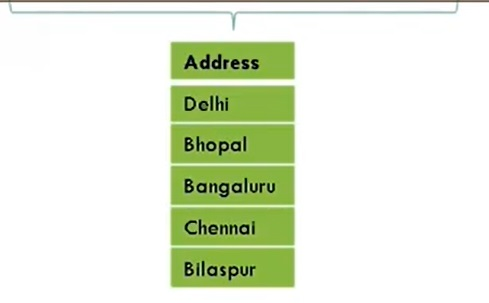 Address
Delhi
Bhopal
Bangaluru
Chennai
Bilaspur